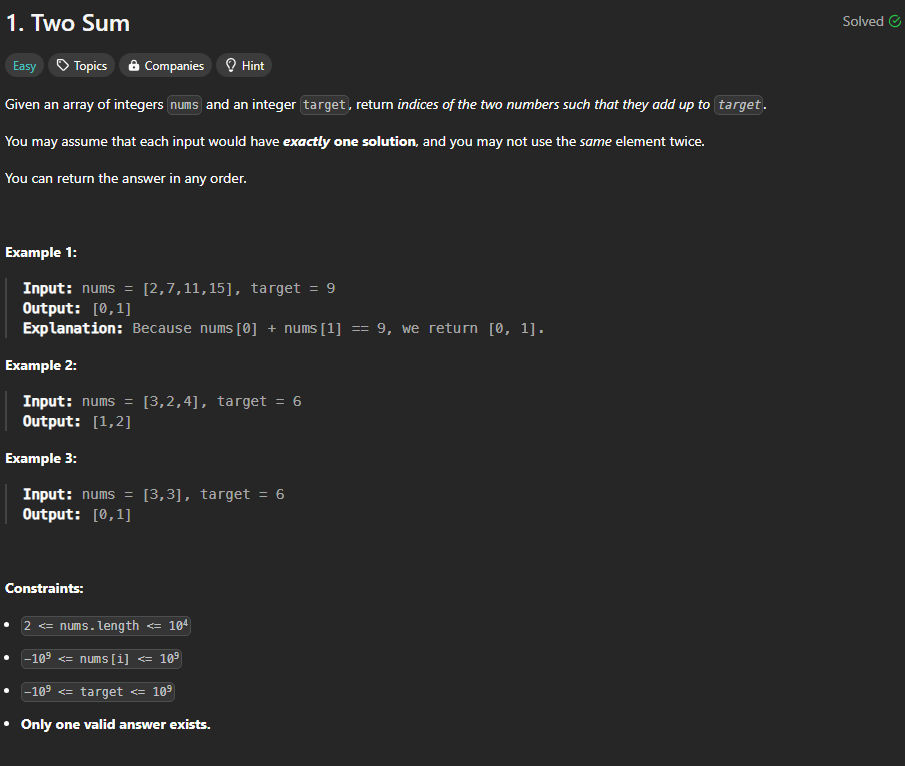 1. Two Sum
Solved
Easy Topics Companies Hint
Given an array of integers nums and an integer target, return indices of the two numbers such that they add up to target.
You may assume that each input would have exactly one solution, and you may not use the same element twice.
You can return the answer in any order.
Example 1:
Input: nums = [2,7,11,15], target = 9
Output: [0,1]
Explanation: Because nums[0] + nums[1] == 9, we return [0, 1].
Example 2:
Input: nums = [3,2,4], target = 6
Output: [1,2]
Example 3:
Input: nums = [3,3], target = 6
Output: [0,1]
Constraints:
• 2 <= nums.length <= 10⁴
• -10⁹ <= nums[i] <= 10⁹
• -10⁹ <= target <= 10⁹
• Only one valid answer exists.